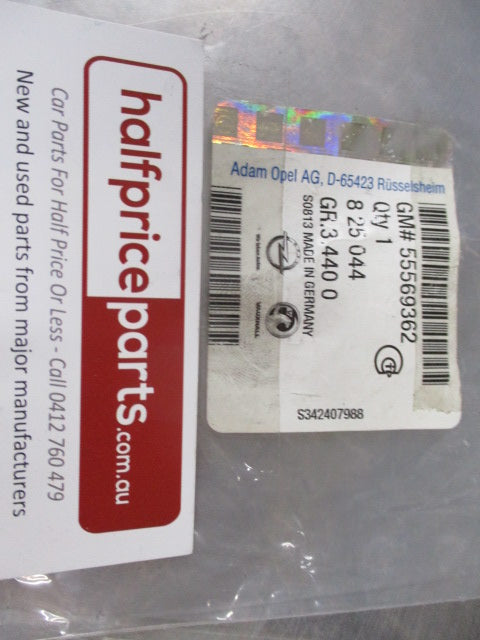 halfpriceparts.com.au
Car Parts For Half Price Or Less - Call 0412 760 479
New and used parts from major manufacturers
Adam Opel AG, D-65423 Rüsselsheim
GM# 55569362
Qty 1
8 25 044
GR.3.440 0
S0813 MADE IN GERMANY
VAUXHALL
S342407988